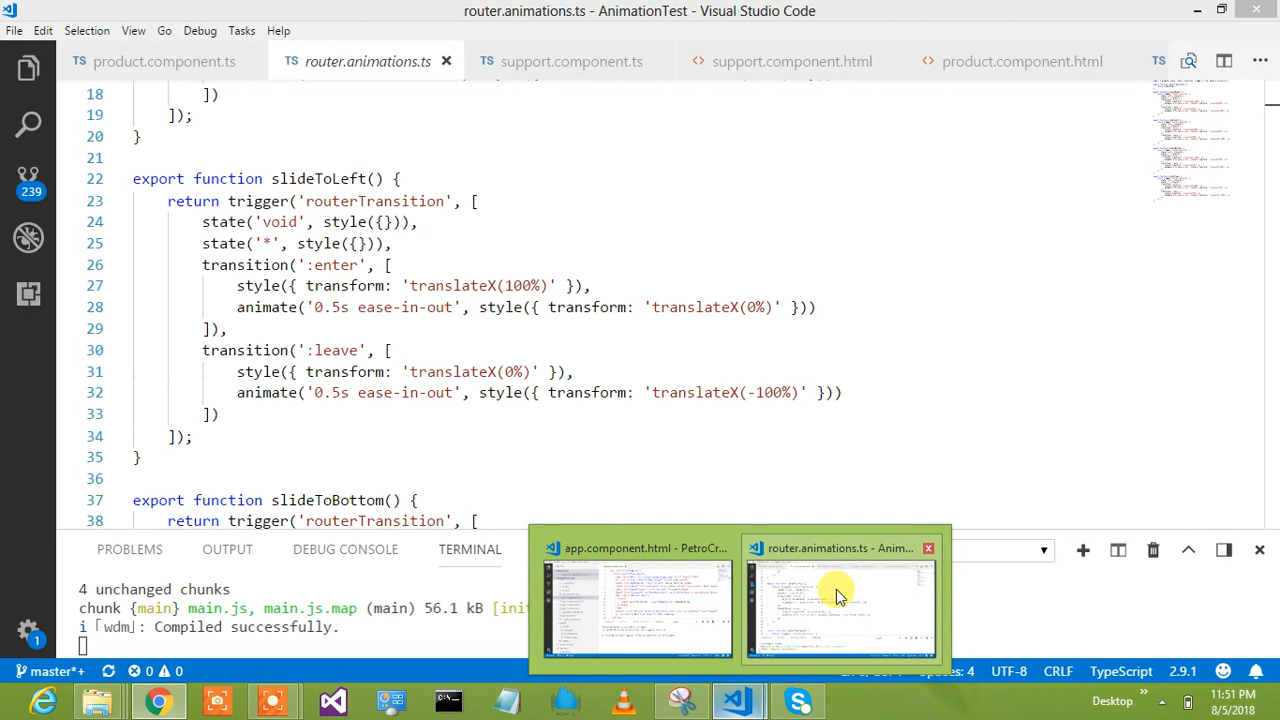 router.animations.ts - AnimationTest - Visual Studio Code
File Edit Selection View Go Debug Tasks Help
TS product.component.ts TS router.animations.ts TS support.component.ts <> support.component.html <> product.component.html TS
18 ])
19 ]);
20 }
21
22 export function slideToLeft() {
23 return trigger('routerTransition', [
24 state('void', style({})),
25 state('*', style({})),
26 transition(':enter', [
27 style({ transform: 'translateX(100%)' }),
28 animate('0.5s ease-in-out', style({ transform: 'translateX(0%)' }))
29 ]),
30 transition(':leave', [
31 style({ transform: 'translateX(0%)' }),
32 animate('0.5s ease-in-out', style({ transform: 'translateX(-100%)' }))
33 ])
34 ]);
35 }
36
37 export function slideToBottom() {
38 return trigger('routerTransition', [
239
PROBLEMS OUTPUT DEBUG CONSOLE TERMINAL
app.component.html - PetroCr...
router.animations.ts - Anim...
unchanged chunks
chunk {main} main.js, main.js.map (main) 56.1 kB [init
i ｢wdm｣: Compiled successfully.
1
master*+ 0 0 Spaces: 4 UTF-8 CRLF TypeScript 2.9.1
Desktop
11:51 PM
8/5/2018